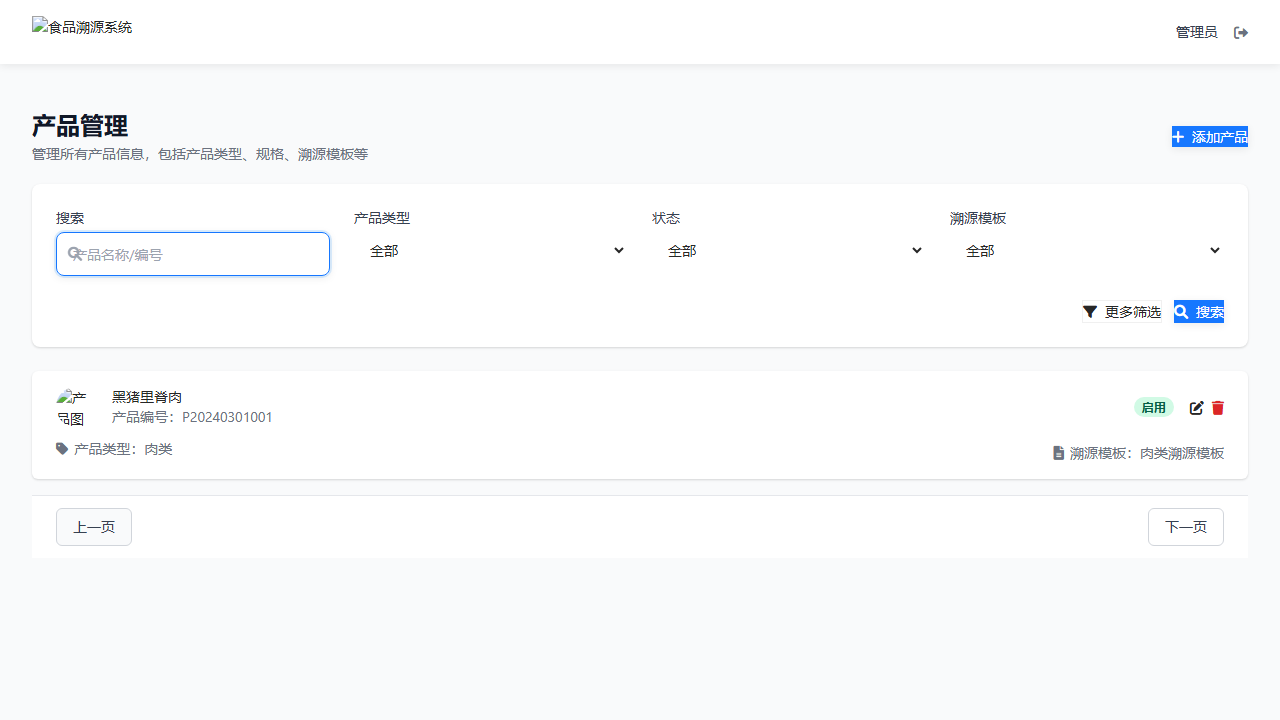 食品溯源系统
管理员
产品管理
管理所有产品信息，包括产品类型、规格、溯源模板等
添加产品
搜索
产品类型
状态
溯源模板
产品名称/编号
全部
全部
全部
更多筛选
搜索
产品图
黑猪里脊肉
产品编号：P20240301001
启用
产品类型：肉类
溯源模板：肉类溯源模板
上一页
下一页